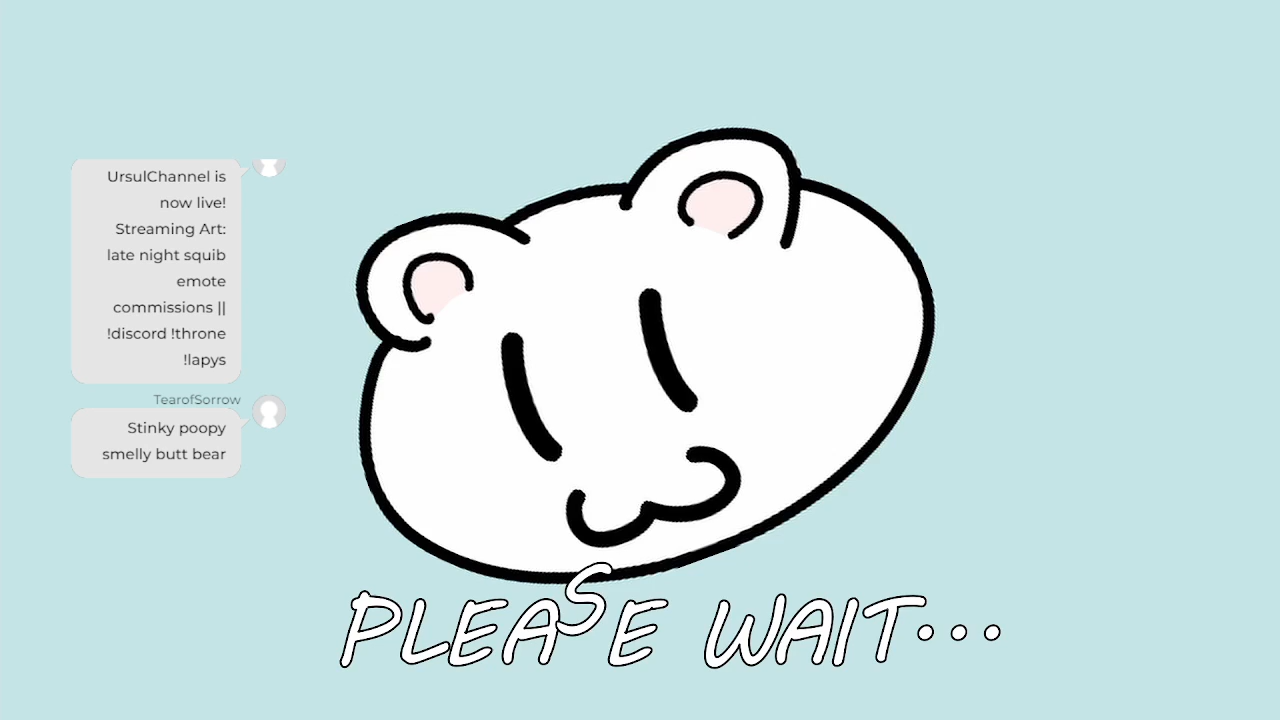 UrsulChannel is
now live!
Streaming Art:
late night squib
emote
commissions ||
!discord !throne
!lapys
TearofSorrow
Stinky poopy
smelly butt bear
PLEASE WAIT...